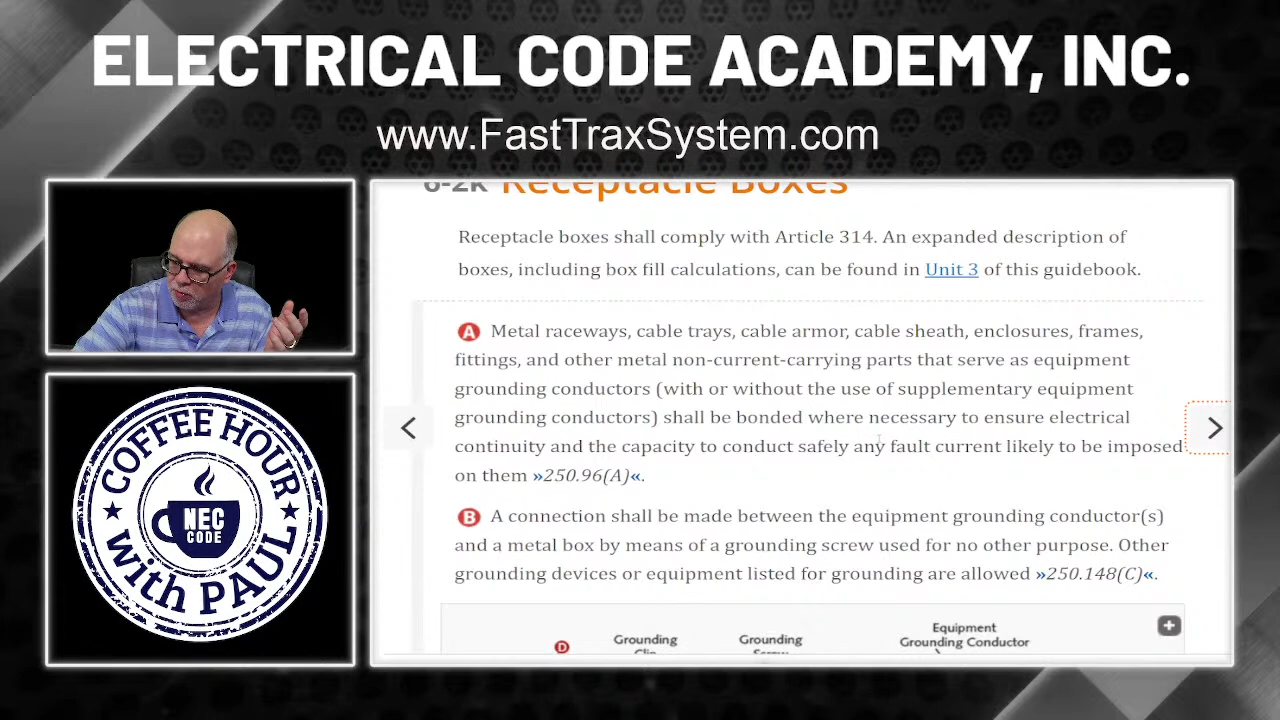 ELECTRICAL CODE ACADEMY, INC.
www.FastTraxSystem.com
6-2k Receptacle Boxes
Receptacle boxes shall comply with Article 314. An expanded description of
boxes, including box fill calculations, can be found in Unit 3 of this guidebook.
A Metal raceways, cable trays, cable armor, cable sheath, enclosures, frames,
fittings, and other metal non-current-carrying parts that serve as equipment
grounding conductors (with or without the use of supplementary equipment
grounding conductors) shall be bonded where necessary to ensure electrical
continuity and the capacity to conduct safely any fault current likely to be imposed
on them »250.96(A)«.
B A connection shall be made between the equipment grounding conductor(s)
and a metal box by means of a grounding screw used for no other purpose. Other
grounding devices or equipment listed for grounding are allowed »250.148(C)«.
D
Grounding
Clip
Grounding
Screw
Equipment
Grounding Conductor
COFFEE HOUR
NEC
CODE
with PAUL